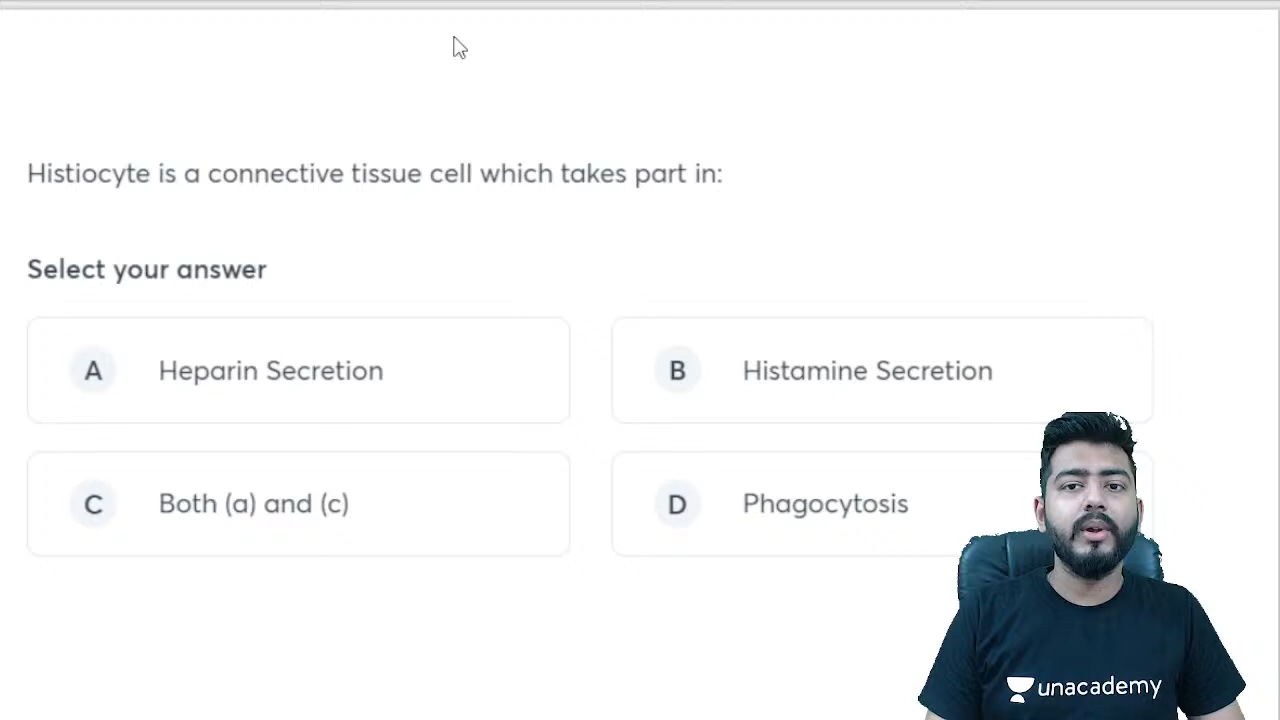 Histiocyte is a connective tissue cell which takes part in:
Select your answer
A Heparin Secretion
B Histamine Secretion
C Both (a) and (c)
D Phagocytosis
unacademy